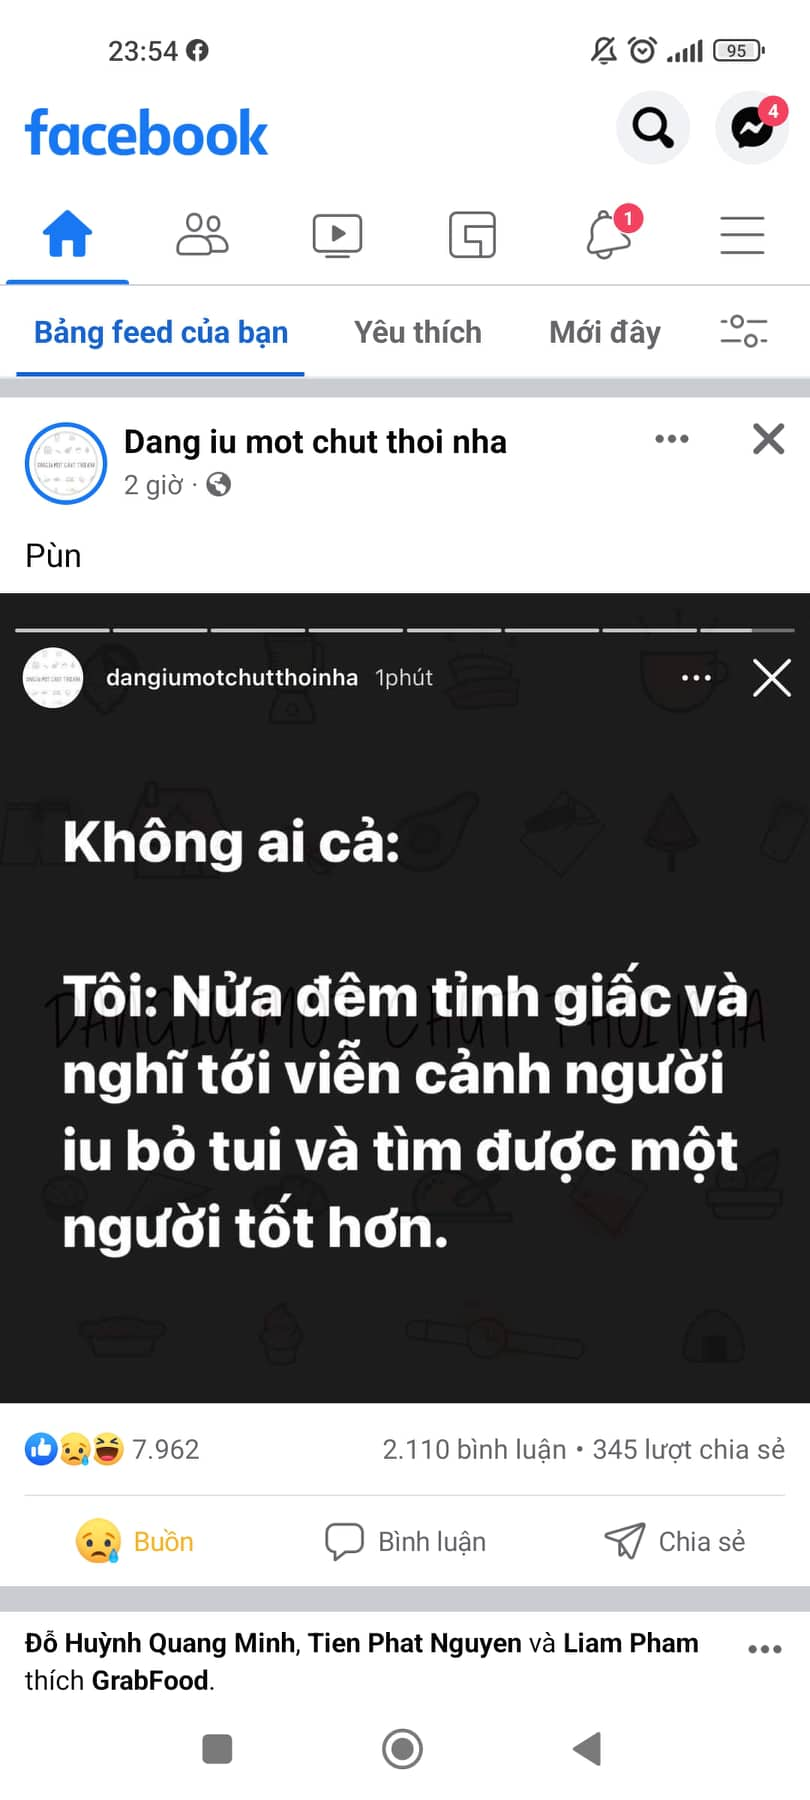 23:54
95
facebook
4
1
Bảng feed của bạn Yêu thích Mới đây
Dang iu mot chut thoi nha
2 giờ ·
Pùn
dangiumotchutthoinha 1phút
Không ai cả:
DANG IU MOT CHUT THOI NHA
Tôi: Nửa đêm tỉnh giấc và
nghĩ tới viễn cảnh người
iu bỏ tui và tìm được một
người tốt hơn.
7.962 2.110 bình luận • 345 lượt chia sẻ
Buồn Bình luận Chia sẻ
Đỗ Huỳnh Quang Minh, Tien Phat Nguyen và Liam Pham
thích GrabFood.